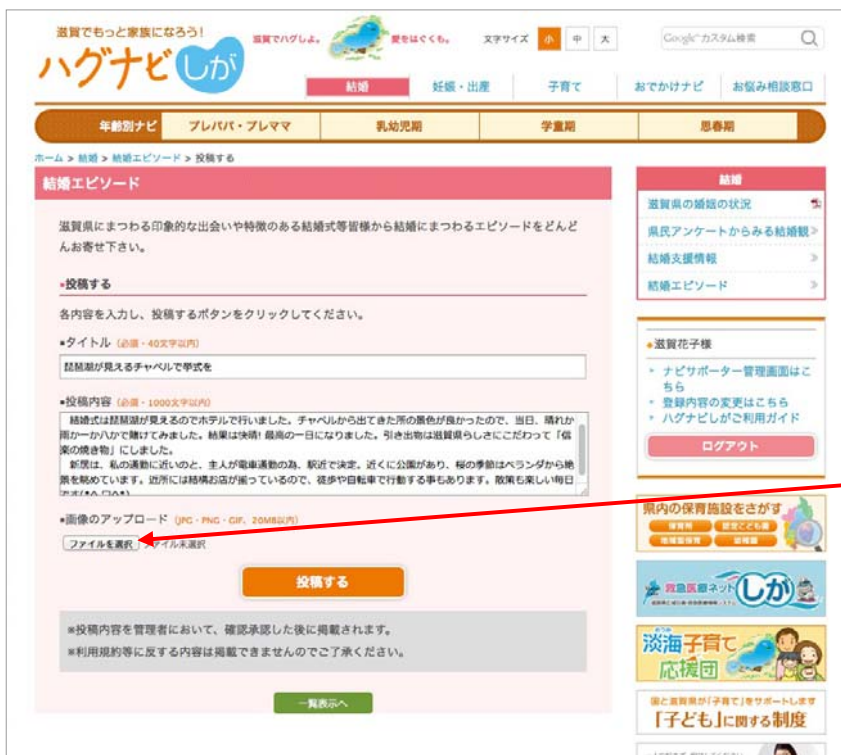 滋賀でもっと家族になろう!
ハグナビしが
滋賀でハグしよ。 愛をはぐくも。
文字サイズ 小 中 大
Google カスタム検索
結婚 妊娠・出産 子育て おでかけナビ お悩み相談窓口
年齢別ナビ プレパパ・プレママ 乳幼児期 学童期 思春期
ホーム > 結婚 > 結婚エピソード > 投稿する
結婚エピソード
滋賀県にまつわる印象的な出会いや特徴のある結婚式等皆様から結婚にまつわるエピソードをどんど
んお寄せ下さい。
▪投稿する
各内容を入力し、投稿するボタンをクリックしてください。
▪タイトル (必須・40文字以内)
琵琶湖が見えるチャペルで挙式を
▪投稿内容 (必須・1000文字以内)
結婚式は琵琶湖が見えるのでホテルで行いました。チャペルから出てきた所の景色が良かったので、当日、晴れか
雨か一か八かで賭けてみました。結果は快晴! 最高の一日になりました。引き出物は滋賀県らしさにこだわって「信
楽の焼き物」にしました。
新居は、私の通勤に近いのと、主人が電車通勤の為、駅近で決定。近くに公園があり、桜の季節はベランダから絶
景を眺めています。近所には結構お店が揃っているので、徒歩や自転車で行動する事もあります。散策も楽しい毎日
です(*^
▪画像のアップロード (JPG・PNG・GIF、20MB以内)
ファイルを選択 ファイル未選択
投稿する
※投稿内容を管理者において、確認承認した後に掲載されます。
※利用規約等に反する内容は掲載できませんのでご了承ください。
一覧表示へ
結婚
滋賀県の婚姻の状況
県民アンケートからみる結婚観
結婚支援情報
結婚エピソード
滋賀花子様
ナビサポーター管理画面はこ
ちら
登録内容の変更はこちら
ハグナビしがご利用ガイド
ログアウト
県内の保育施設をさがす
保育所 認定こども園
地域型保育 幼稚園
救急医療ネットしが
淡海子育て
応援団
国と滋賀県が「子育て」をサポートします
「子ども」に関する制度